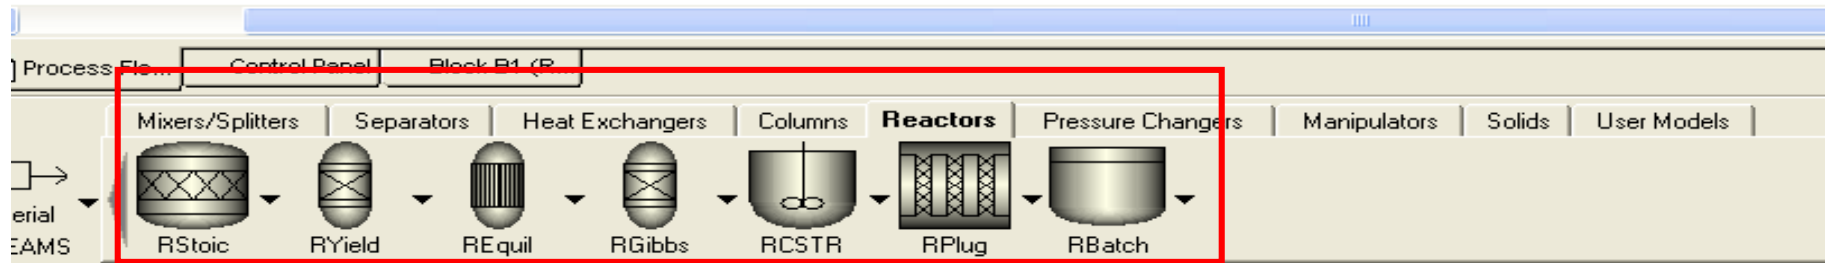 Process Flo... Control Panel Block B1 (R...
Mixers/Splitters Separators Heat Exchangers Columns Reactors Pressure Changers Manipulators Solids User Models
erial
EAMS RStoic RYield REquil RGibbs RCSTR RPlug RBatch